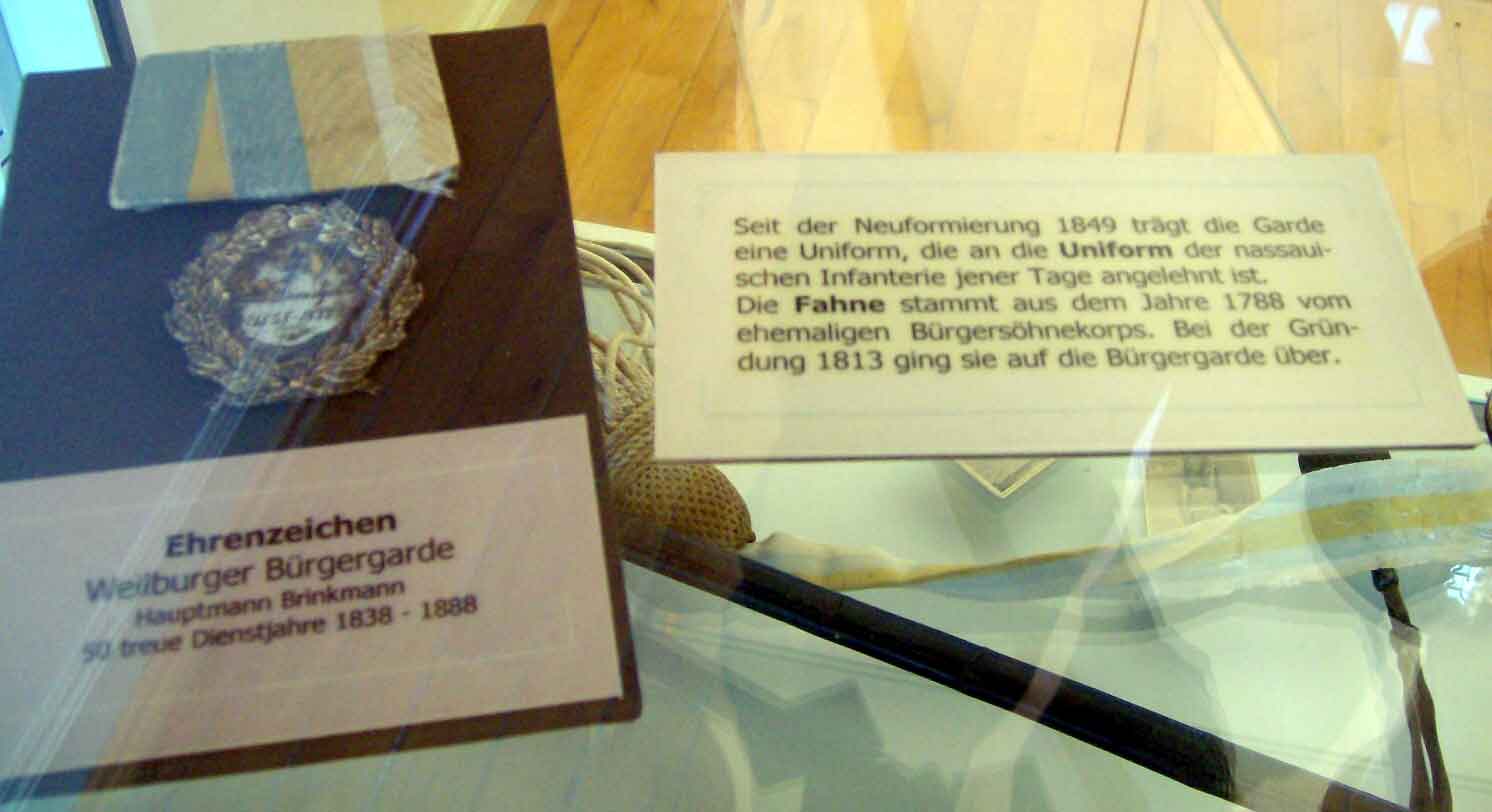 Ehrenzeichen
Weilburger Bürgergarde
Hauptmann Brinkmann
50 treue Dienstjahre 1838 - 1888
Seit der Neuformierung 1849 trägt die Garde
eine Uniform, die an die Uniform der nassaui-
schen Infanterie jener Tage angelehnt ist.
Die Fahne stammt aus dem Jahre 1788 vom
ehemaligen Bürgersöhnekorps. Bei der Grün-
dung 1813 ging sie auf die Bürgergarde über.